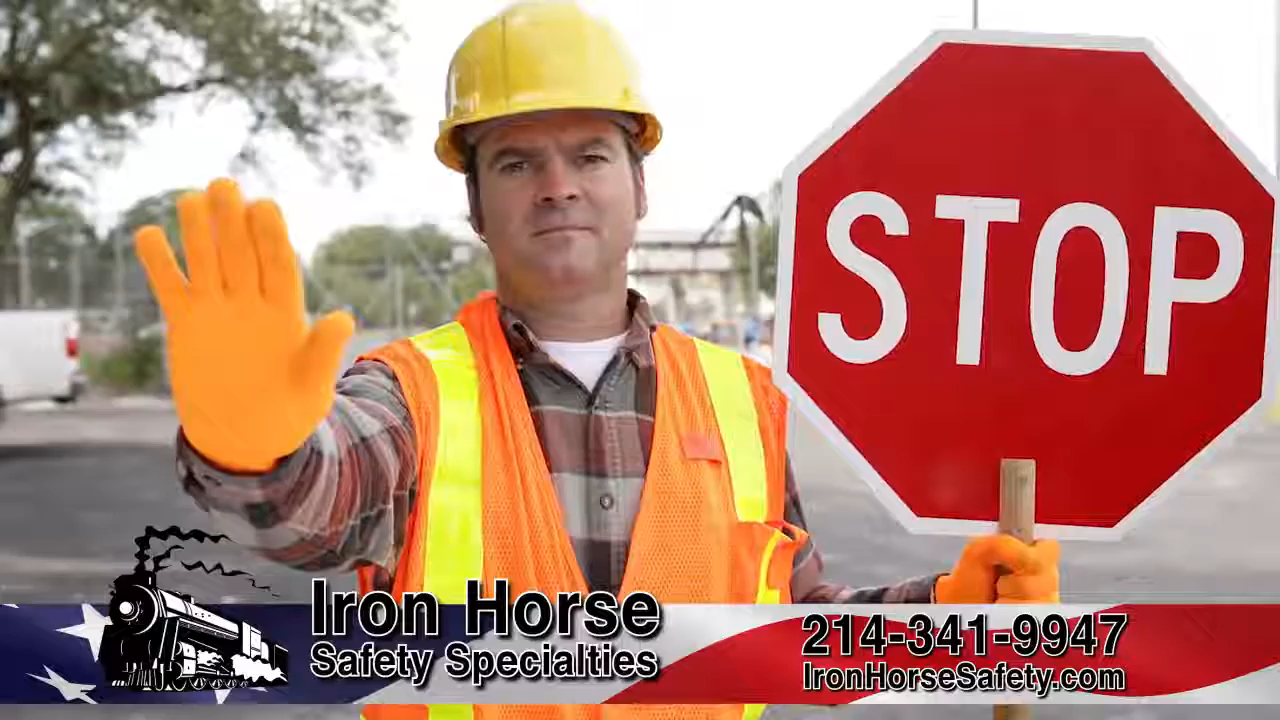 STOP
Iron Horse
Safety Specialties
214-341-9947
IronHorseSafety.com